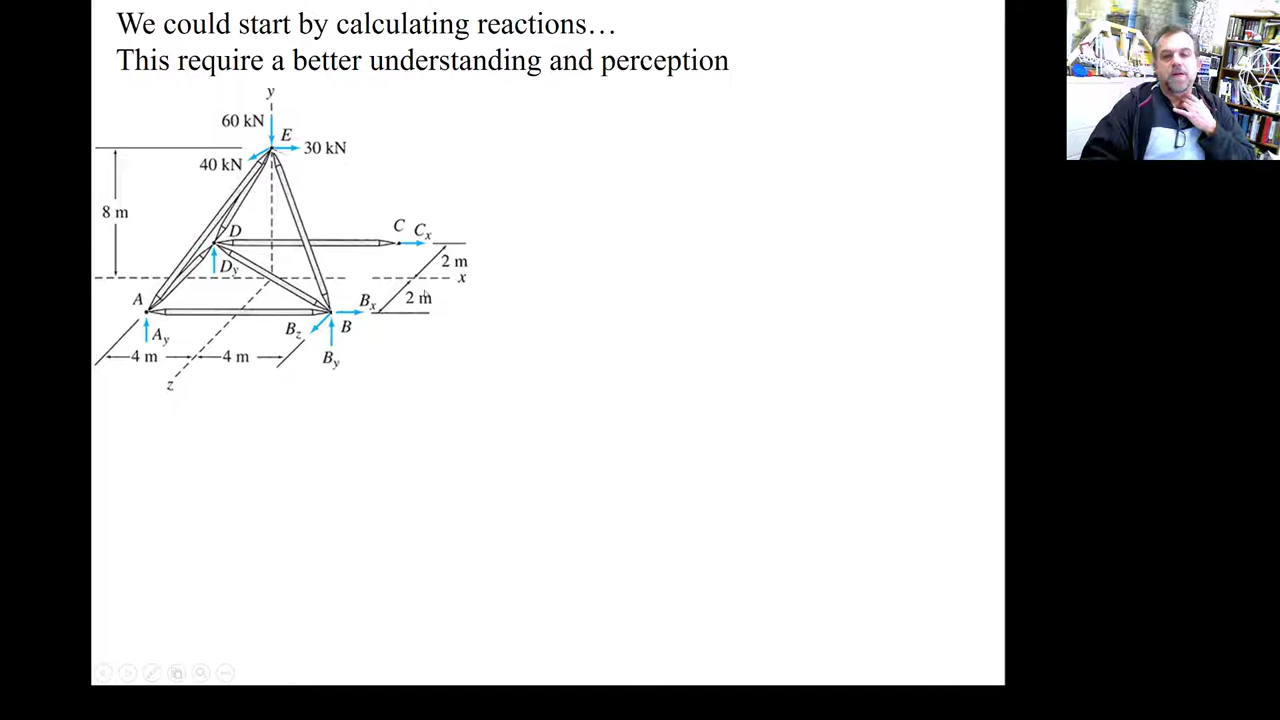 We could start by calculating reactions…
This require a better understanding and perception
y
60 kN
E
30 kN
40 kN
8 m
D
C Cx
2 m
Dy
x
A
Bx
2 m
Ay
Bz
B
4 m
4 m
By
z